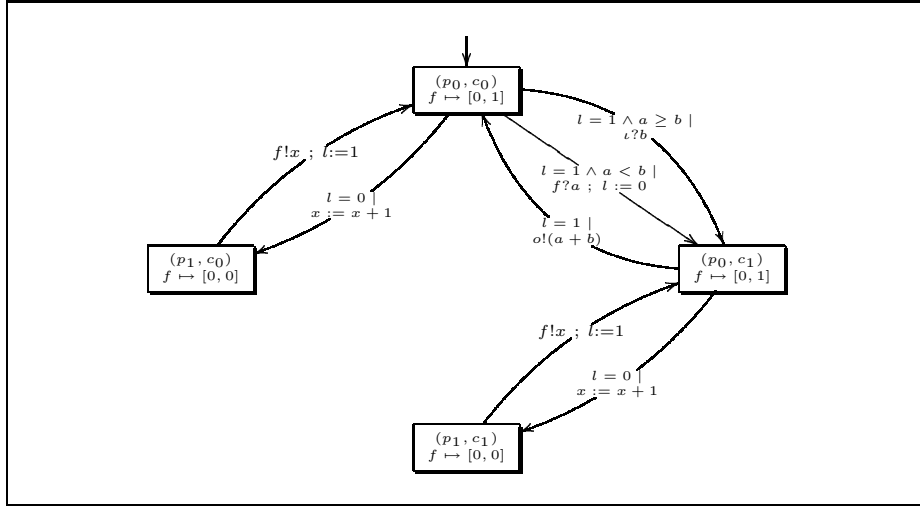 (p₀, c₀)
f ↦ [0, 1]
l = 1 ∧ a ≥ b |
ι?b
f!x ; l:=1
l = 1 ∧ a < b |
f?a ; l := 0
l = 0 |
x := x + 1
l = 1 |
o!(a + b)
(p₁, c₀)
f ↦ [0, 0]
(p₀, c₁)
f ↦ [0, 1]
f!x ; l:=1
l = 0 |
x := x + 1
(p₁, c₁)
f ↦ [0, 0]